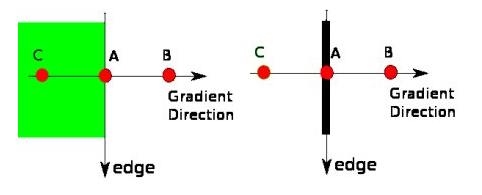 C A B
Gradient
Direction
edge
C A B
Gradient
Direction
edge